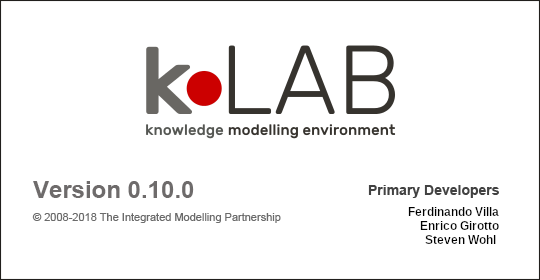 k.LAB
knowledge modelling environment
Version 0.10.0
© 2008-2018 The Integrated Modelling Partnership
Primary Developers
Ferdinando Villa
Enrico Girotto
Steven Wohl